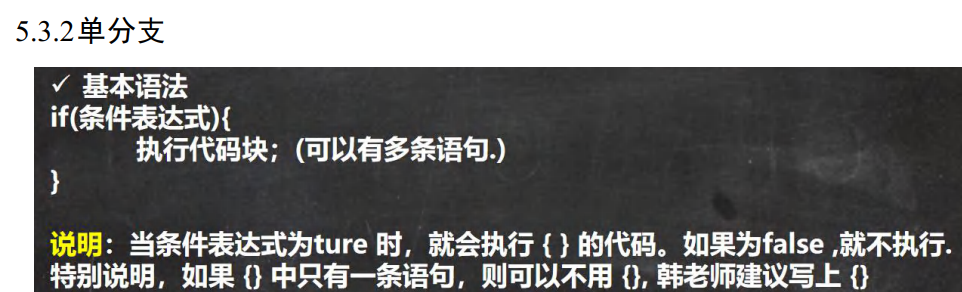 5.3.2单分支
✓ 基本语法
if(条件表达式){
执行代码块；(可以有多条语句.)
}
说明：当条件表达式为ture 时，就会执行 { } 的代码。如果为false ,就不执行.
特别说明，如果 {} 中只有一条语句，则可以不用 {}, 韩老师建议写上 {}